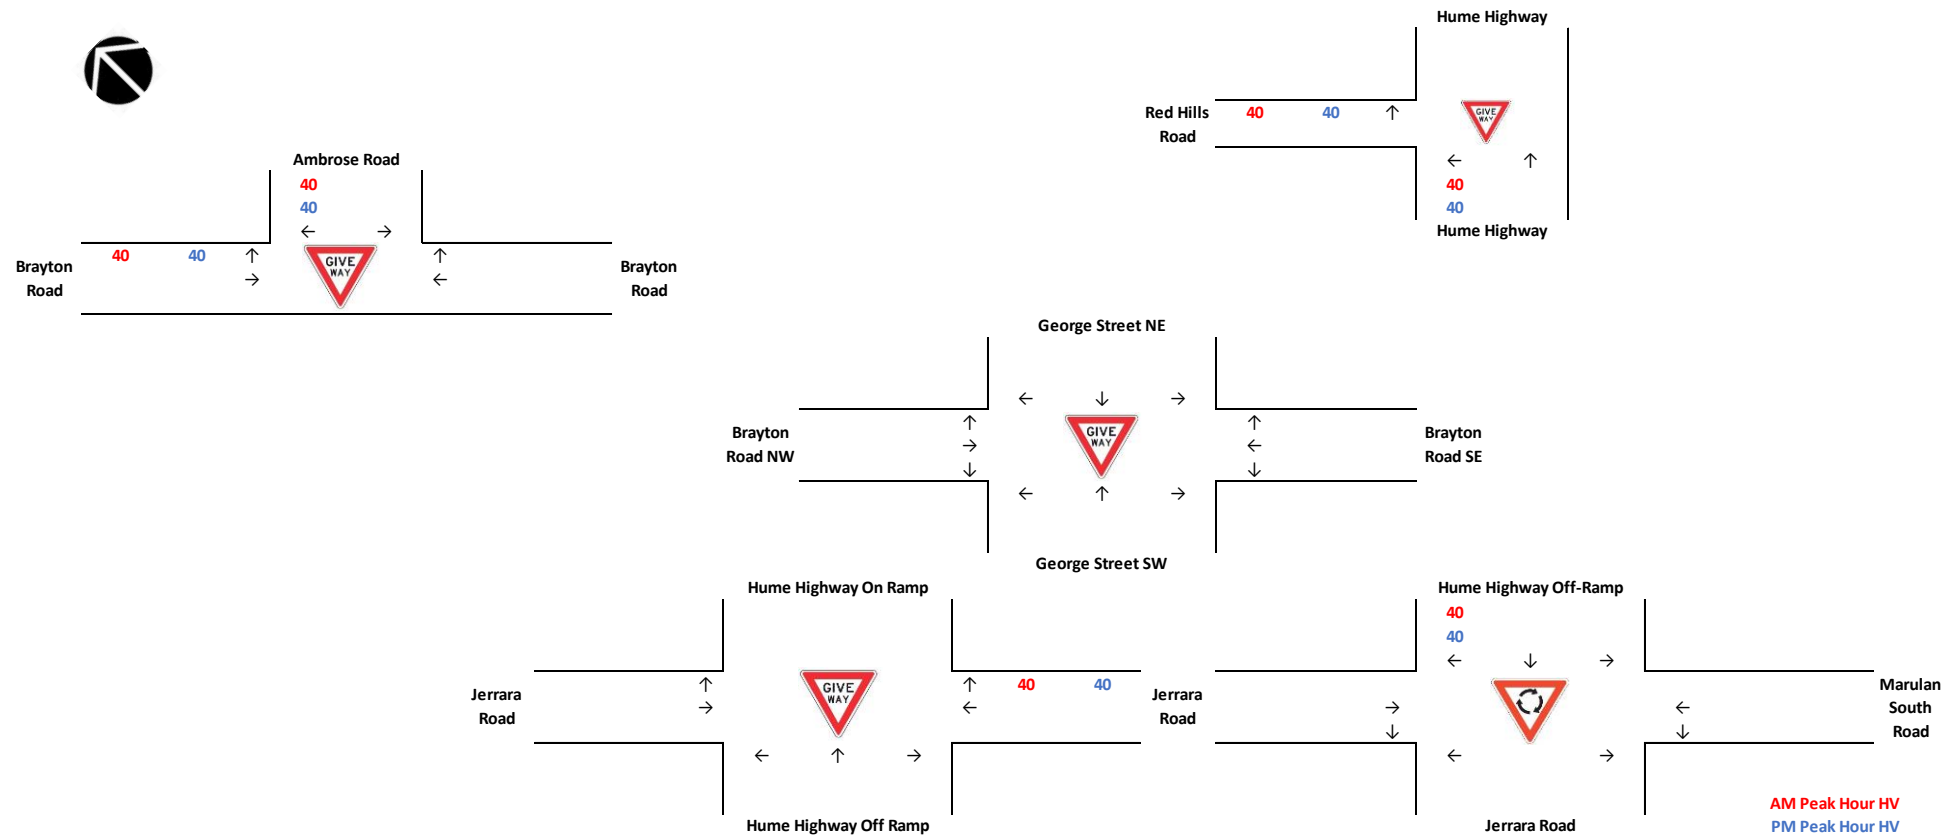 Hume Highway
Red Hills
Road
40 40 ↑
GIVE
WAY
← ↑
40
40
Hume Highway
Ambrose Road
40
40
← →
Brayton
Road
40 40 ↑
→
GIVE
WAY
↑
←
Brayton
Road
George Street NE
← ↓ →
Brayton
Road NW
↑
→
↓
GIVE
WAY
↑
←
↓
Brayton
Road SE
← ↑ →
George Street SW
Hume Highway On Ramp
Jerrara
Road
↑
→
GIVE
WAY
↑ 40 40
←
Jerrara
Road
← ↑ →
Hume Highway Off Ramp
Hume Highway Off-Ramp
40
40
← ↓ →
→
↓
←
↓
Marulan
South
Road
← →
Jerrara Road
AM Peak Hour HV
PM Peak Hour HV